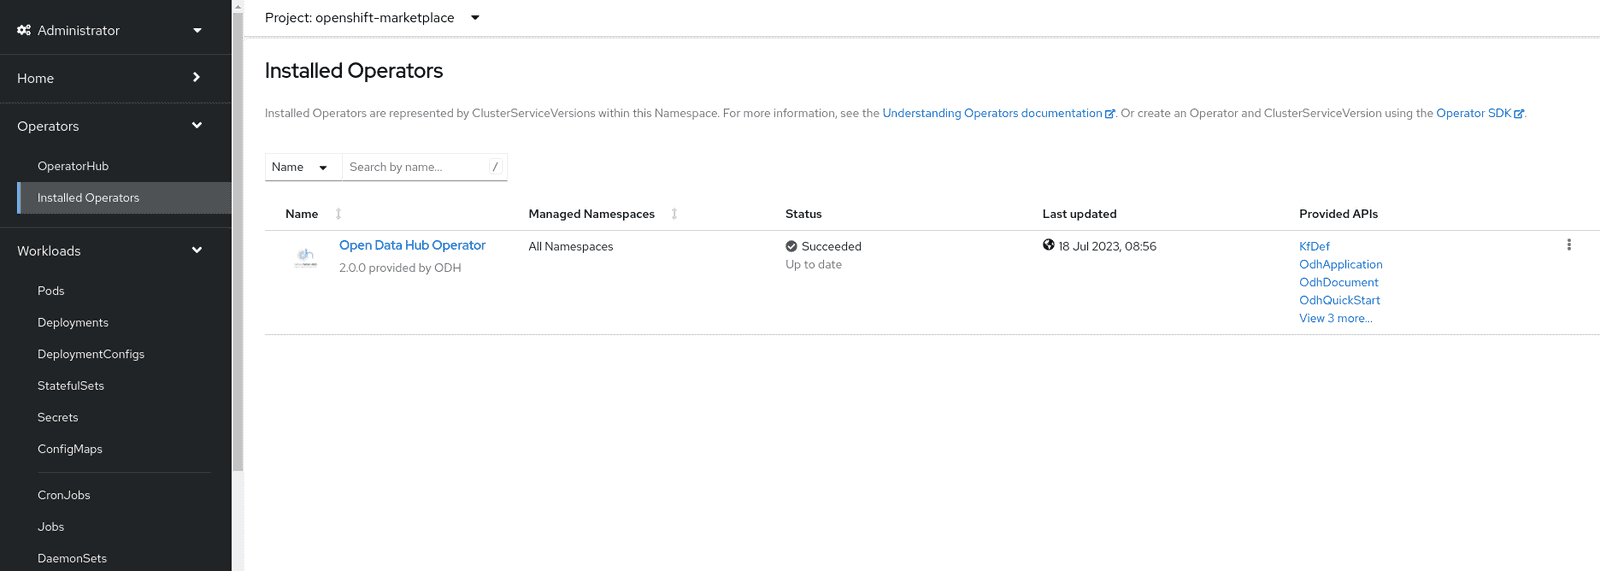 Administrator
Home
Operators
OperatorHub
Installed Operators
Workloads
Pods
Deployments
DeploymentConfigs
StatefulSets
Secrets
ConfigMaps
CronJobs
Jobs
DaemonSets
Project: openshift-marketplace
Installed Operators
Installed Operators are represented by ClusterServiceVersions within this Namespace. For more information, see the Understanding Operators documentation. Or create an Operator and ClusterServiceVersion using the Operator SDK.
Name Search by name... /
Name Managed Namespaces Status Last updated Provided APIs
Open Data Hub Operator
2.0.0 provided by ODH
All Namespaces
Succeeded
Up to date
18 Jul 2023, 08:56
KfDef
OdhApplication
OdhDocument
OdhQuickStart
View 3 more...